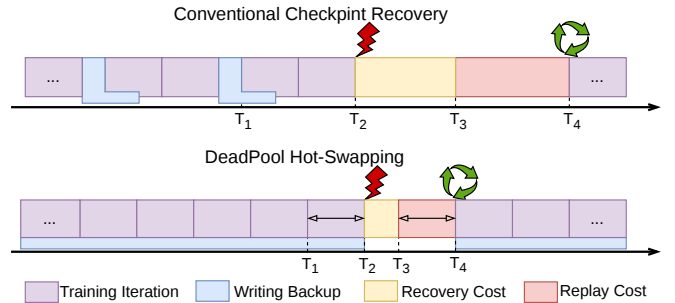 Conventional Checkpint Recovery
... ...
T1 T2 T3 T4
DeadPool Hot-Swapping
... ...
T1 T2 T3 T4
Training Iteration Writing Backup Recovery Cost Replay Cost